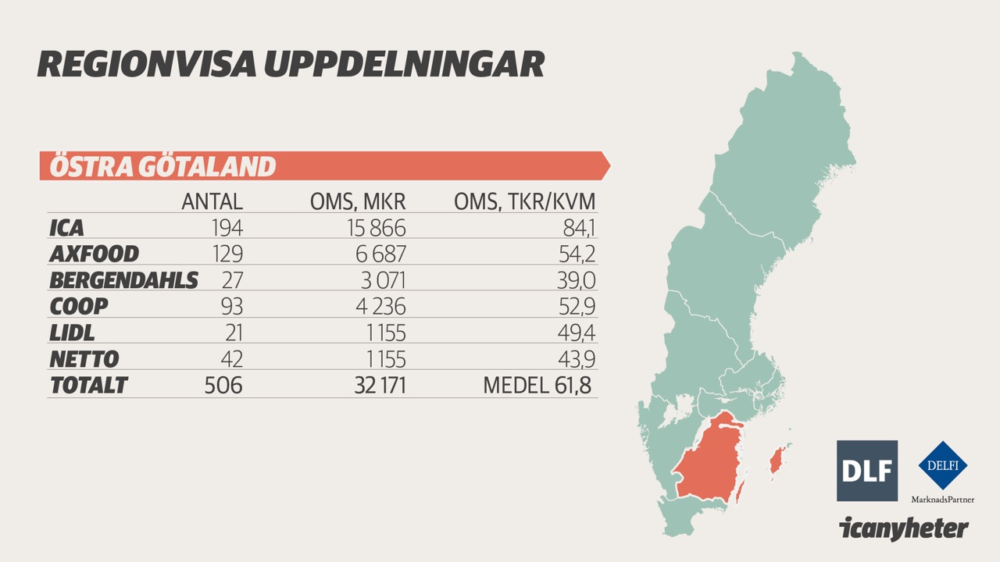 REGIONVISA UPPDELNINGAR
ÖSTRA GÖTALAND
ANTAL OMS, MKR OMS, TKR/KVM
ICA 194 15 866 84,1
AXFOOD 129 6 687 54,2
BERGENDAHLS 27 3 071 39,0
COOP 93 4 236 52,9
LIDL 21 1 155 49,4
NETTO 42 1 155 43,9
TOTALT 506 32 171 MEDEL 61,8
DLF
DELFI
MarknadsPartner
icanyheter